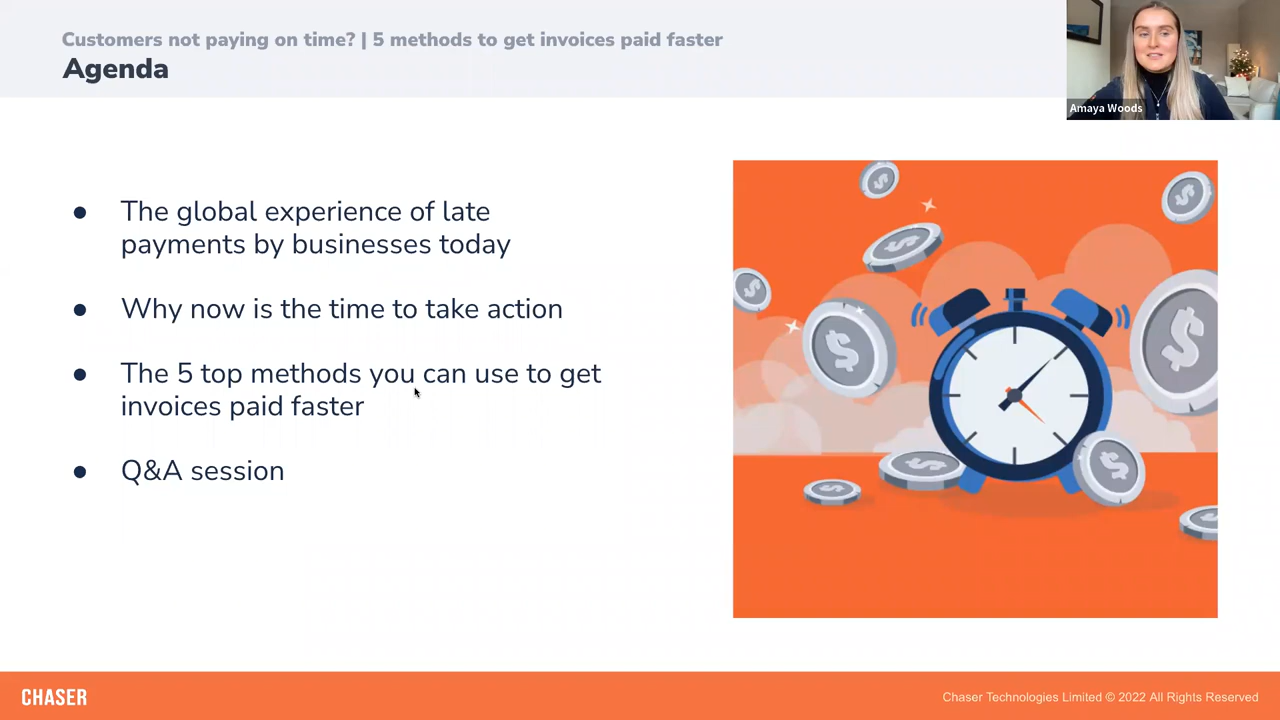 Customers not paying on time? | 5 methods to get invoices paid faster
Agenda
Amaya Woods
● The global experience of late
payments by businesses today
● Why now is the time to take action
● The 5 top methods you can use to get
invoices paid faster
● Q&A session
$
$
$
$
$
$
$
$
$
$
CHASER
Chaser Technologies Limited © 2022 All Rights Reserved